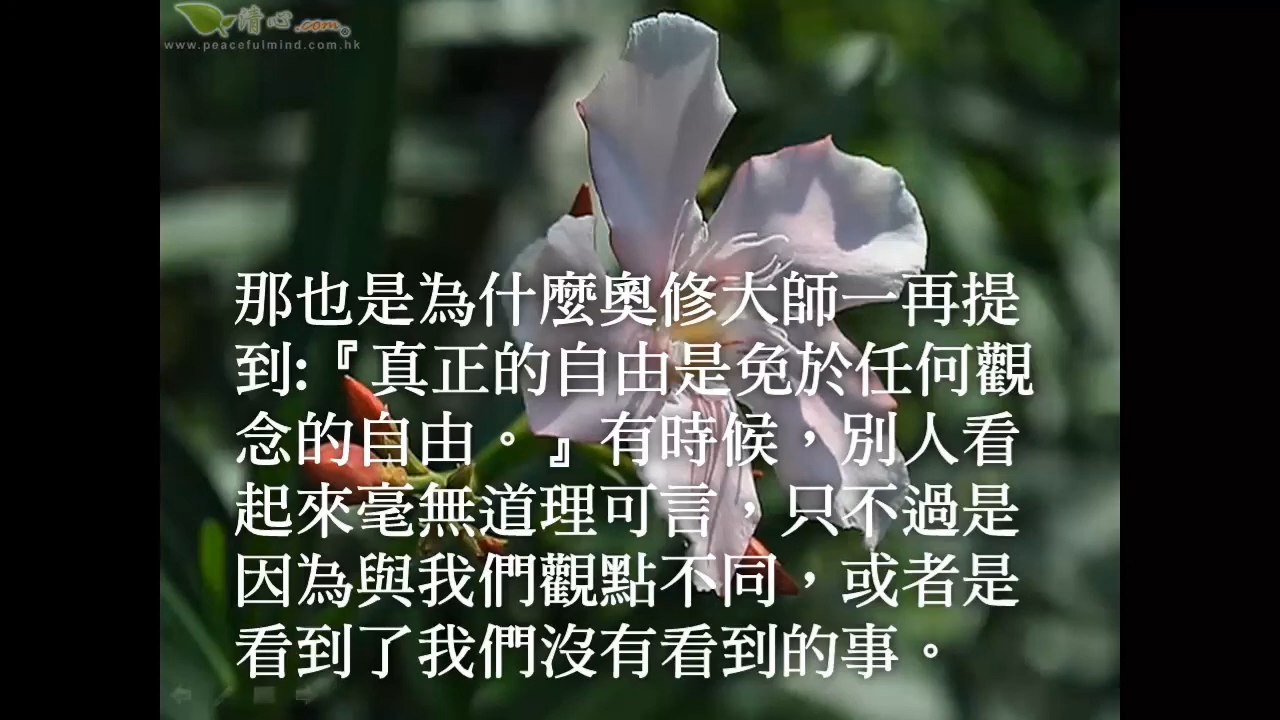 清心.com
www.peacefulmind.com.hk
那也是為什麼奧修大師一再提
到:『真正的自由是免於任何觀
念的自由。』有時候，別人看
起來毫無道理可言，只不過是
因為與我們觀點不同，或者是
看到了我們沒有看到的事。